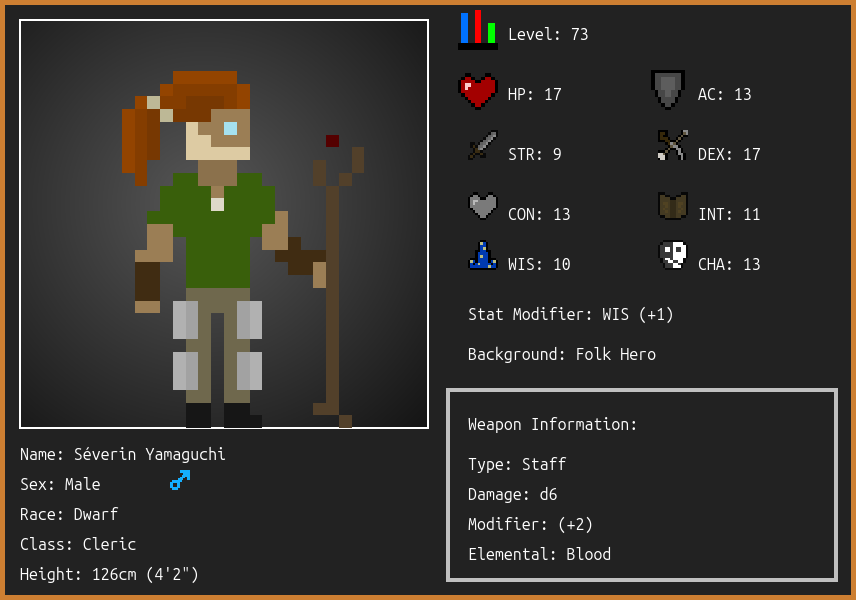 Level: 73
HP: 17
AC: 13
STR: 9
DEX: 17
CON: 13
INT: 11
WIS: 10
CHA: 13
Stat Modifier: WIS (+1)
Background: Folk Hero
Weapon Information:
Type: Staff
Damage: d6
Modifier: (+2)
Elemental: Blood
Name: Séverin Yamaguchi
Sex: Male
Race: Dwarf
Class: Cleric
Height: 126cm (4'2")